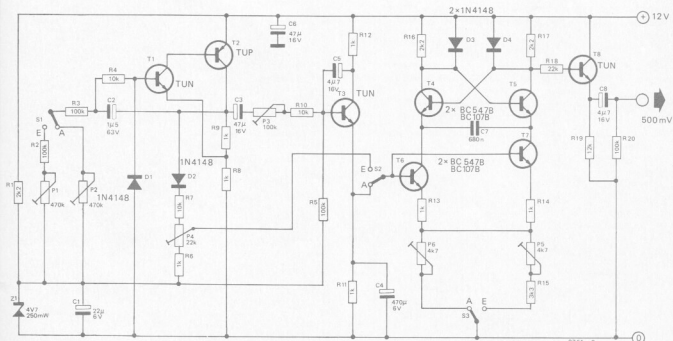 2×1N4148
+ 12V
C6
47µ
16V
R12
1k
R16
2k2
D3
D4
R17
2k2
T8
TUN
T2
TUP
T1
TUN
R4
10k
C5
4µ7
16V
T3
TUN
R18
22k
T4
T5
C8
4µ7
16V
500mV
S1
R3
100k
C2
1µ5
6.3V
C3
47µ
16V
P3
100k
R10
10k
R9
1k
E
A
R2
100k
C7
680n
2×BC547B
BC107B
T7
R19
12k
R20
100k
D1
1N4148
D2
R8
1k
E
S2
A
T6
2×BC547B
BC107B
R1
2k2
P1
470k
P2
470k
1N4148
R7
10k
R5
100k
R13
1k
R14
1k
P4
22k
R6
1k
P6
4k7
P5
4k7
Z1
4V7
250mW
C1
22µ
6V
R11
1k
C4
470µ
6V
A
E
S3
R15
3k3
0